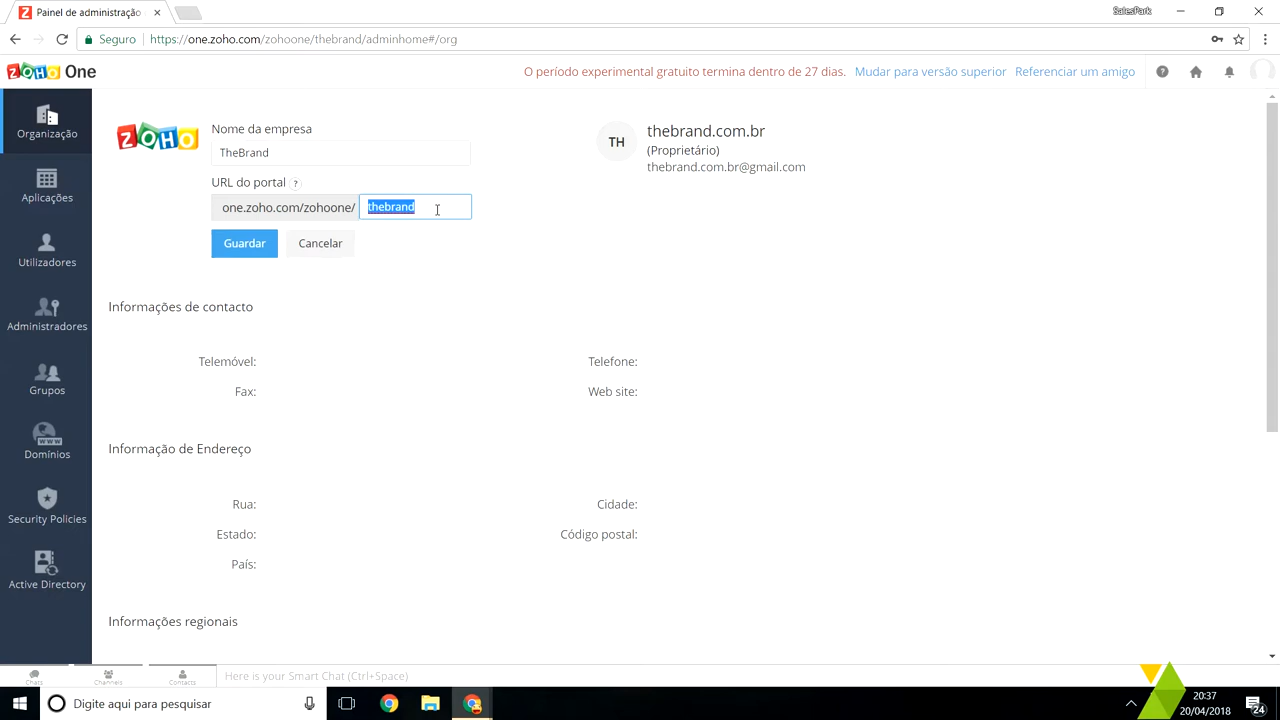 Painel de administração
SalesPark
Seguro
https://one.zoho.com/zohoone/thebrand/adminhome#/org
ZOHO One
O período experimental gratuito termina dentro de 27 dias.
Mudar para versão superior
Referenciar um amigo
?
Organização
Aplicações
Utilizadores
Administradores
Grupos
WWW
Domínios
Security Policies
Active Directory
ZOHO
Nome da empresa
TheBrand
URL do portal ?
one.zoho.com/zohoone/ thebrand
Guardar
Cancelar
TH
thebrand.com.br
(Proprietário)
thebrand.com.br@gmail.com
Informações de contacto
Telemóvel:
Telefone:
Fax:
Web site:
Informação de Endereço
Rua:
Cidade:
Estado:
Código postal:
País:
Informações regionais
Chats
Channels
Contacts
Here is your Smart Chat (Ctrl+Space)
Digite aqui para pesquisar
20:37
20/04/2018
24